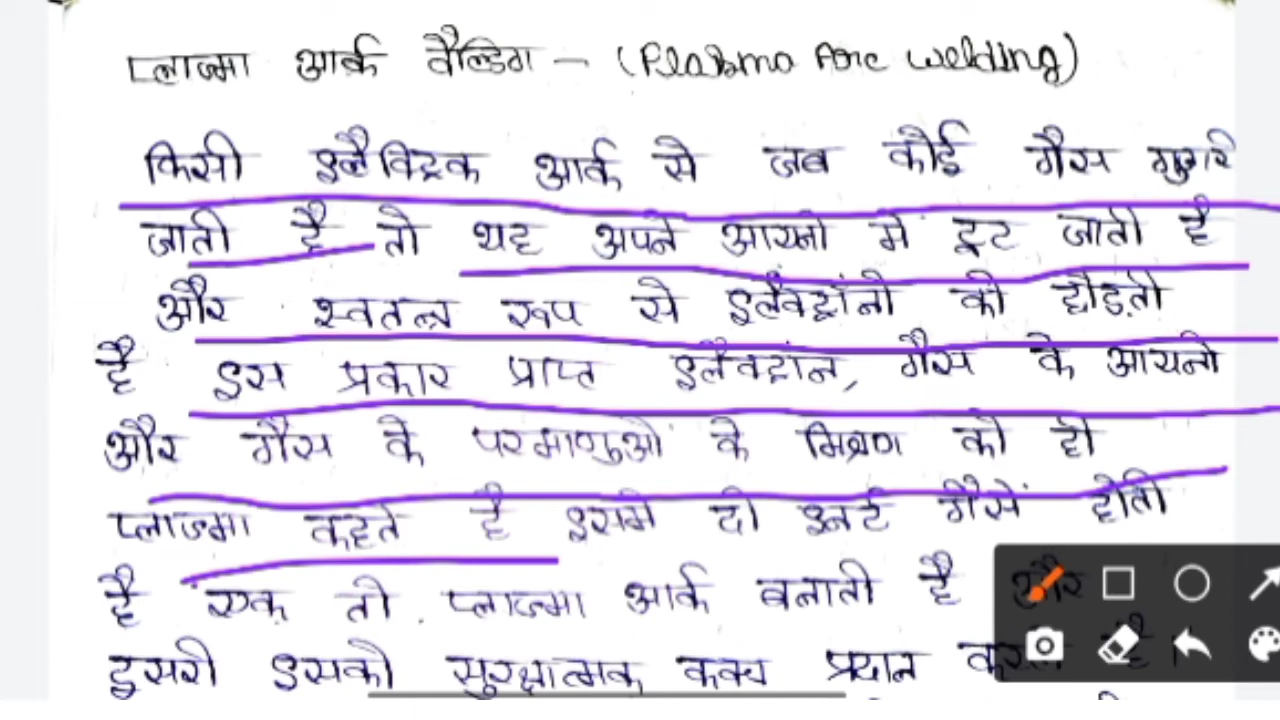 प्लाज्मा आर्क वैल्डिग – (Plasma Arc Welding)
किसी इलैक्ट्रिक आर्क से जब कोई गैस गुजारी
जाती है तो यह अपने आयनो में टूट जाती है
और स्वतन्त्र रूप से इलैक्ट्रांनो को छोड़ती
है इस प्रकार प्राप्त इलैक्ट्रांन, गैस के आयनो
और गैस के परमाणुओ के मिश्रण को ही
प्लाज्मा कहते है इसमे दो इनर्ट गैसें होती
है एक तो प्लाज्मा आर्क बनाती है और
दूसरी इसको सुरक्षात्मक कवच प्रदान